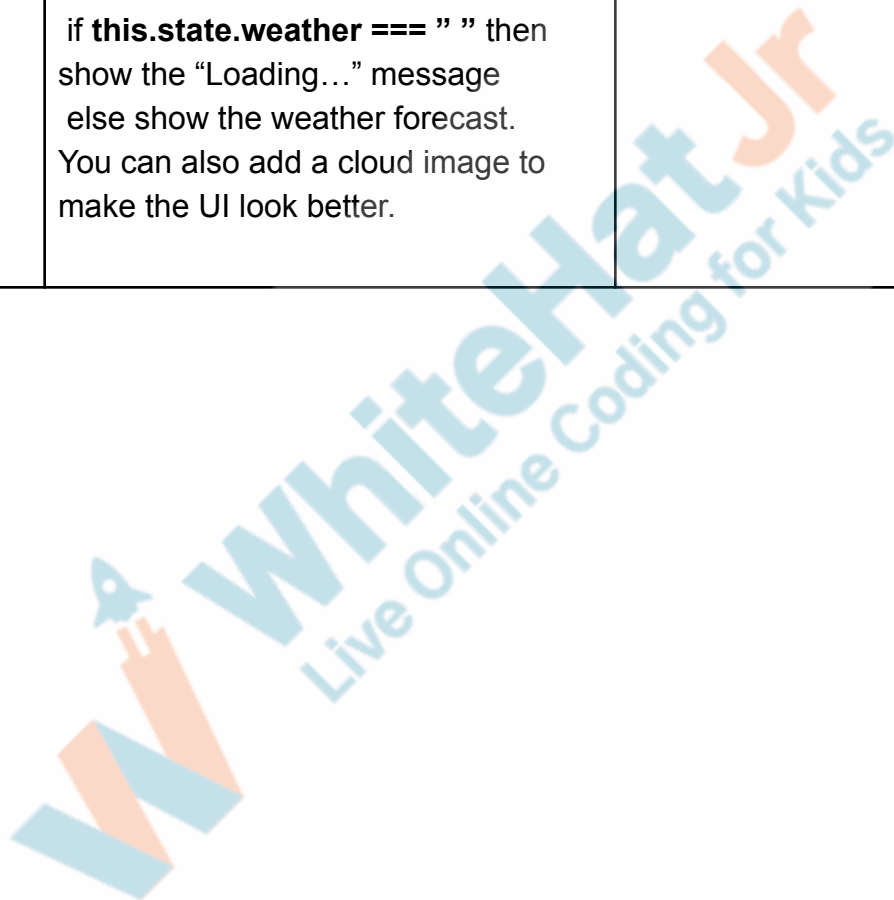 if this.state.weather === ” ” then
show the “Loading…” message
else show the weather forecast.
You can also add a cloud image to
make the UI look better.
WhiteHat Jr
Live Online Coding for Kids